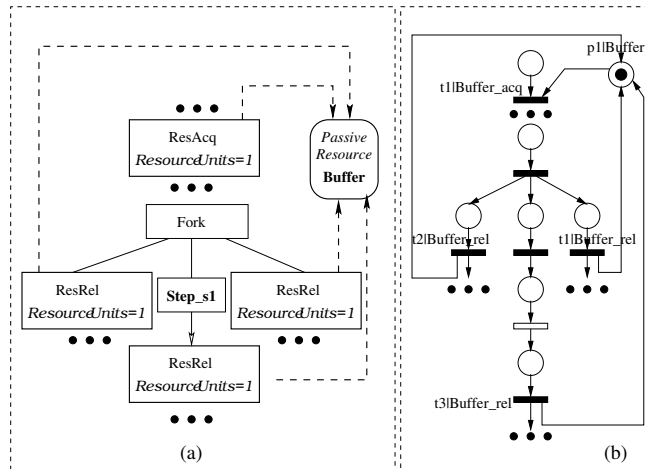 ResAcq
ResourceUnits=1
Passive
Resource
Buffer
Fork
ResRel
ResourceUnits=1
Step_s1
ResRel
ResourceUnits=1
ResRel
ResourceUnits=1
(a)
p1|Buffer
t1|Buffer_acq
t2|Buffer_rel
t1|Buffer_rel
t3|Buffer_rel
(b)